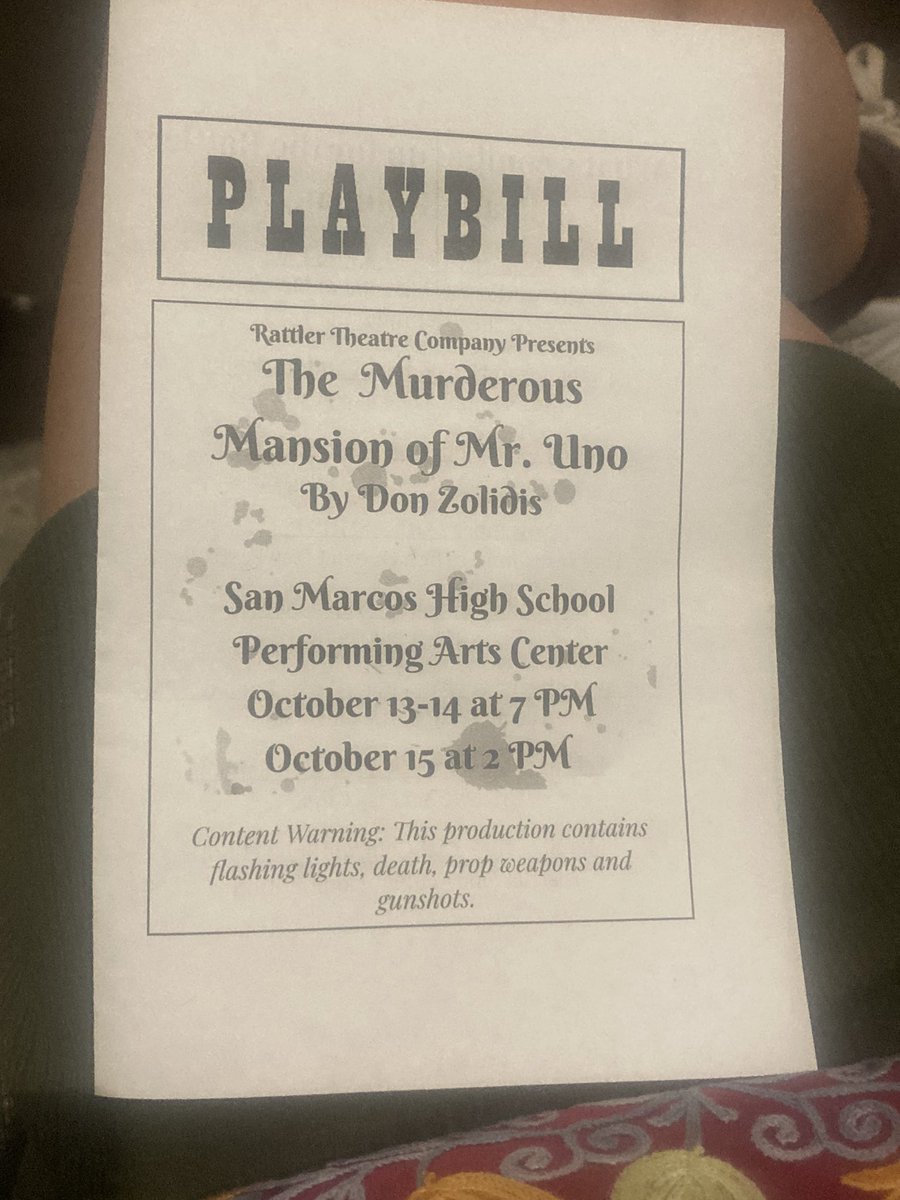 PLAYBILL
Rattler Theatre Company Presents
The Murderous
Mansion of Mr. Uno
By Don Zolidis
San Marcos High School
Performing Arts Center
October 13-14 at 7 PM
October 15 at 2 PM
Content Warning: This production contains
flashing lights, death, prop weapons and
gunshots.